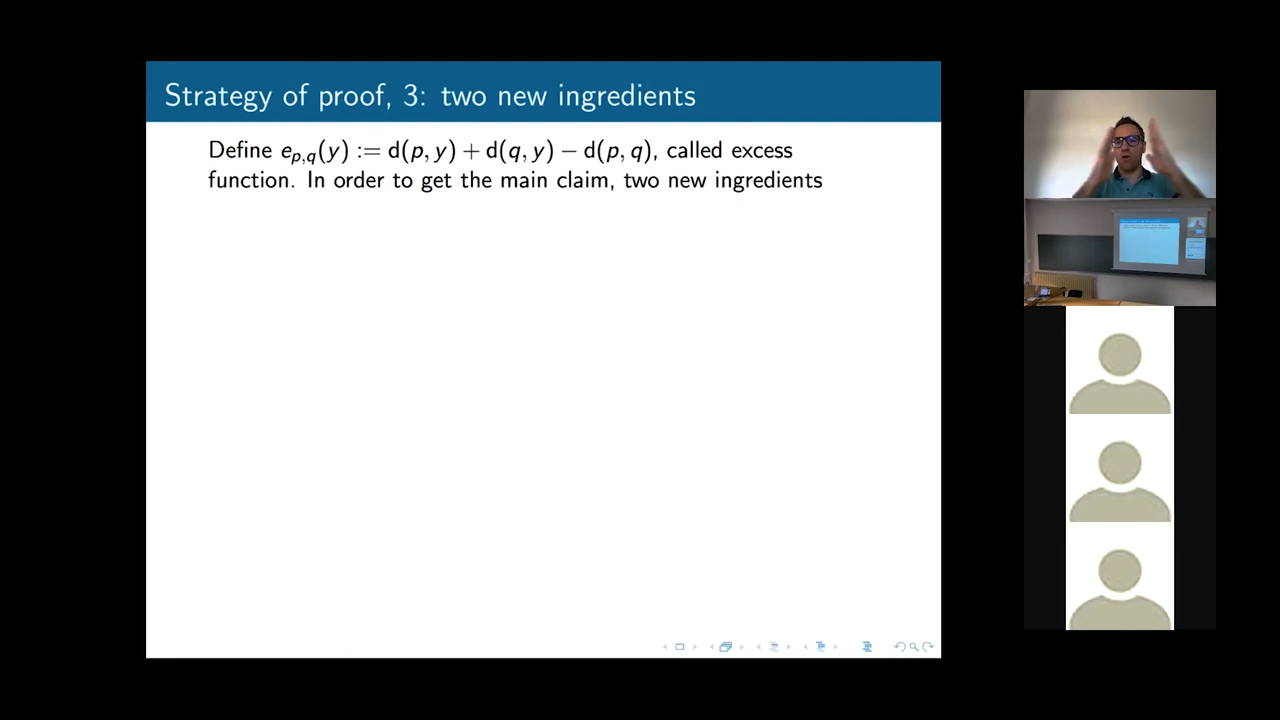 Strategy of proof, 3: two new ingredients
Define e_{p,q}(y) := d(p, y) + d(q, y) − d(p, q), called excess
function. In order to get the main claim, two new ingredients